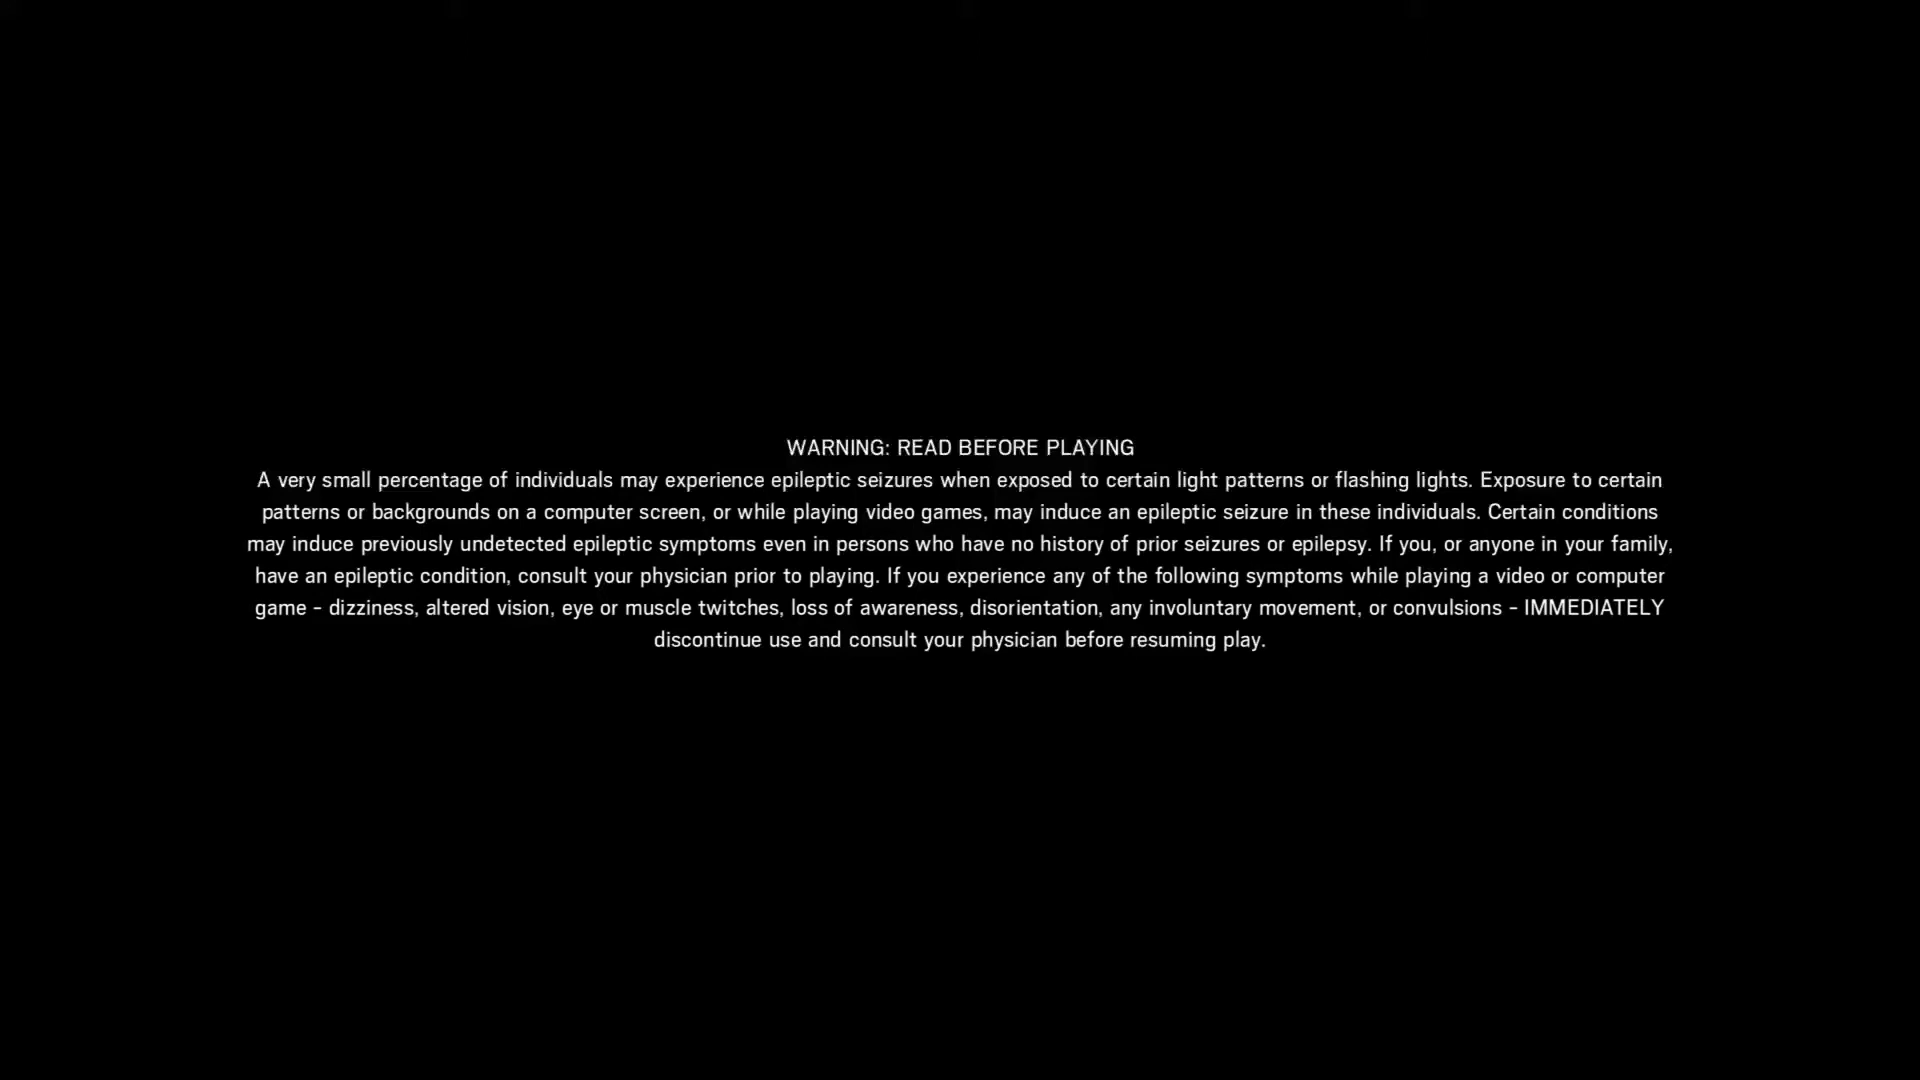 WARNING: READ BEFORE PLAYING
A very small percentage of individuals may experience epileptic seizures when exposed to certain light patterns or flashing lights. Exposure to certain
patterns or backgrounds on a computer screen, or while playing video games, may induce an epileptic seizure in these individuals. Certain conditions
may induce previously undetected epileptic symptoms even in persons who have no history of prior seizures or epilepsy. If you, or anyone in your family,
have an epileptic condition, consult your physician prior to playing. If you experience any of the following symptoms while playing a video or computer
game - dizziness, altered vision, eye or muscle twitches, loss of awareness, disorientation, any involuntary movement, or convulsions - IMMEDIATELY
discontinue use and consult your physician before resuming play.